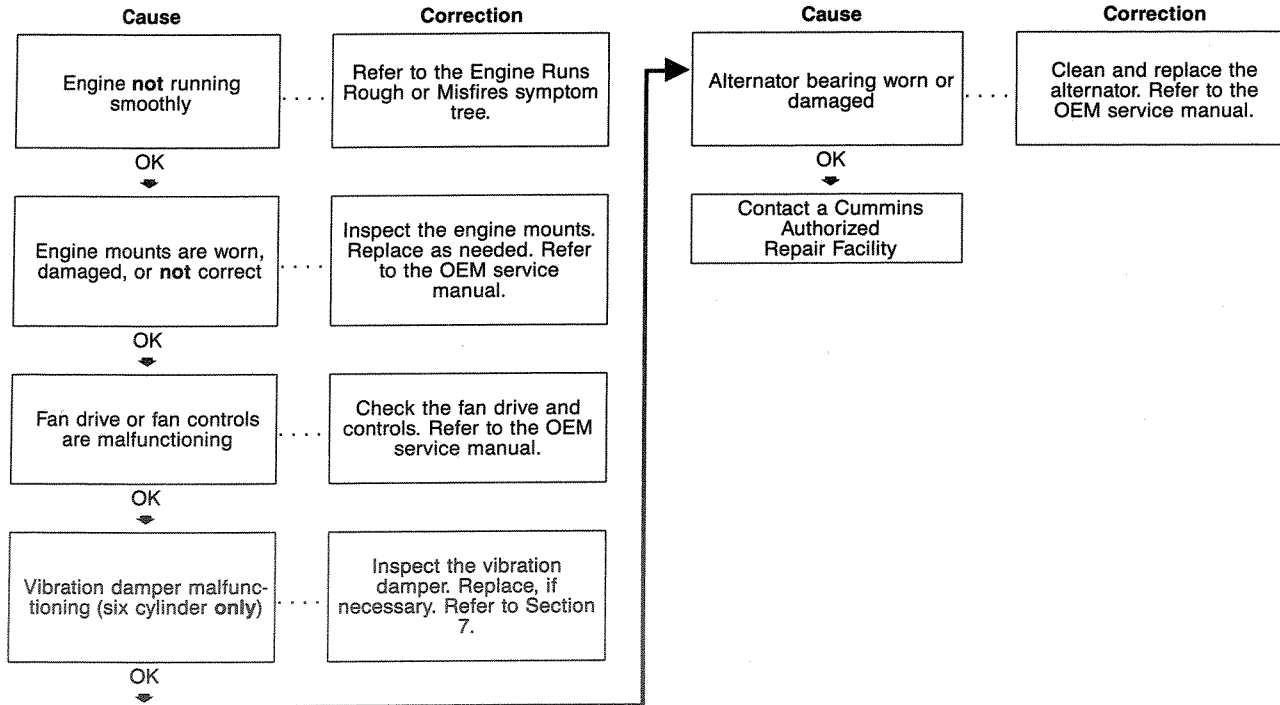 Cause
Correction
Engine not running
smoothly
. . . .
Refer to the Engine Runs
Rough or Misfires symptom
tree.
OK
Engine mounts are worn,
damaged, or not correct
. . . .
Inspect the engine mounts.
Replace as needed. Refer
to the OEM service
manual.
OK
Fan drive or fan controls
are malfunctioning
. . . .
Check the fan drive and
controls. Refer to the OEM
service manual.
OK
Vibration damper malfunc-
tioning (six cylinder only)
. . . .
Inspect the vibration
damper. Replace, if
necessary. Refer to Section
7.
OK
Cause
Correction
Alternator bearing worn or
damaged
. . . .
Clean and replace the
alternator. Refer to the
OEM service manual.
OK
Contact a Cummins
Authorized
Repair Facility